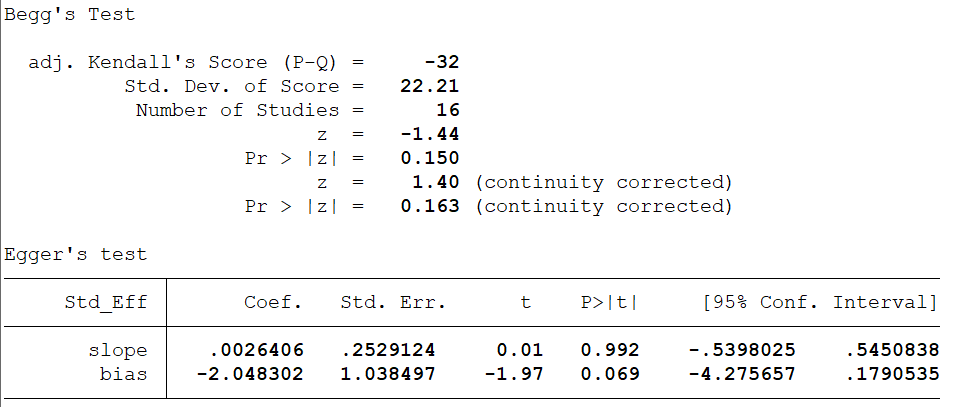 Begg's Test
adj. Kendall's Score (P-Q) = -32
Std. Dev. of Score = 22.21
Number of Studies = 16
z = -1.44
Pr > |z| = 0.150
z = 1.40 (continuity corrected)
Pr > |z| = 0.163 (continuity corrected)
Egger's test
Std_Eff Coef. Std. Err. t P>|t| [95% Conf. Interval]
slope .0026406 .2529124 0.01 0.992 -.5398025 .5450838
bias -2.048302 1.038497 -1.97 0.069 -4.275657 .1790535